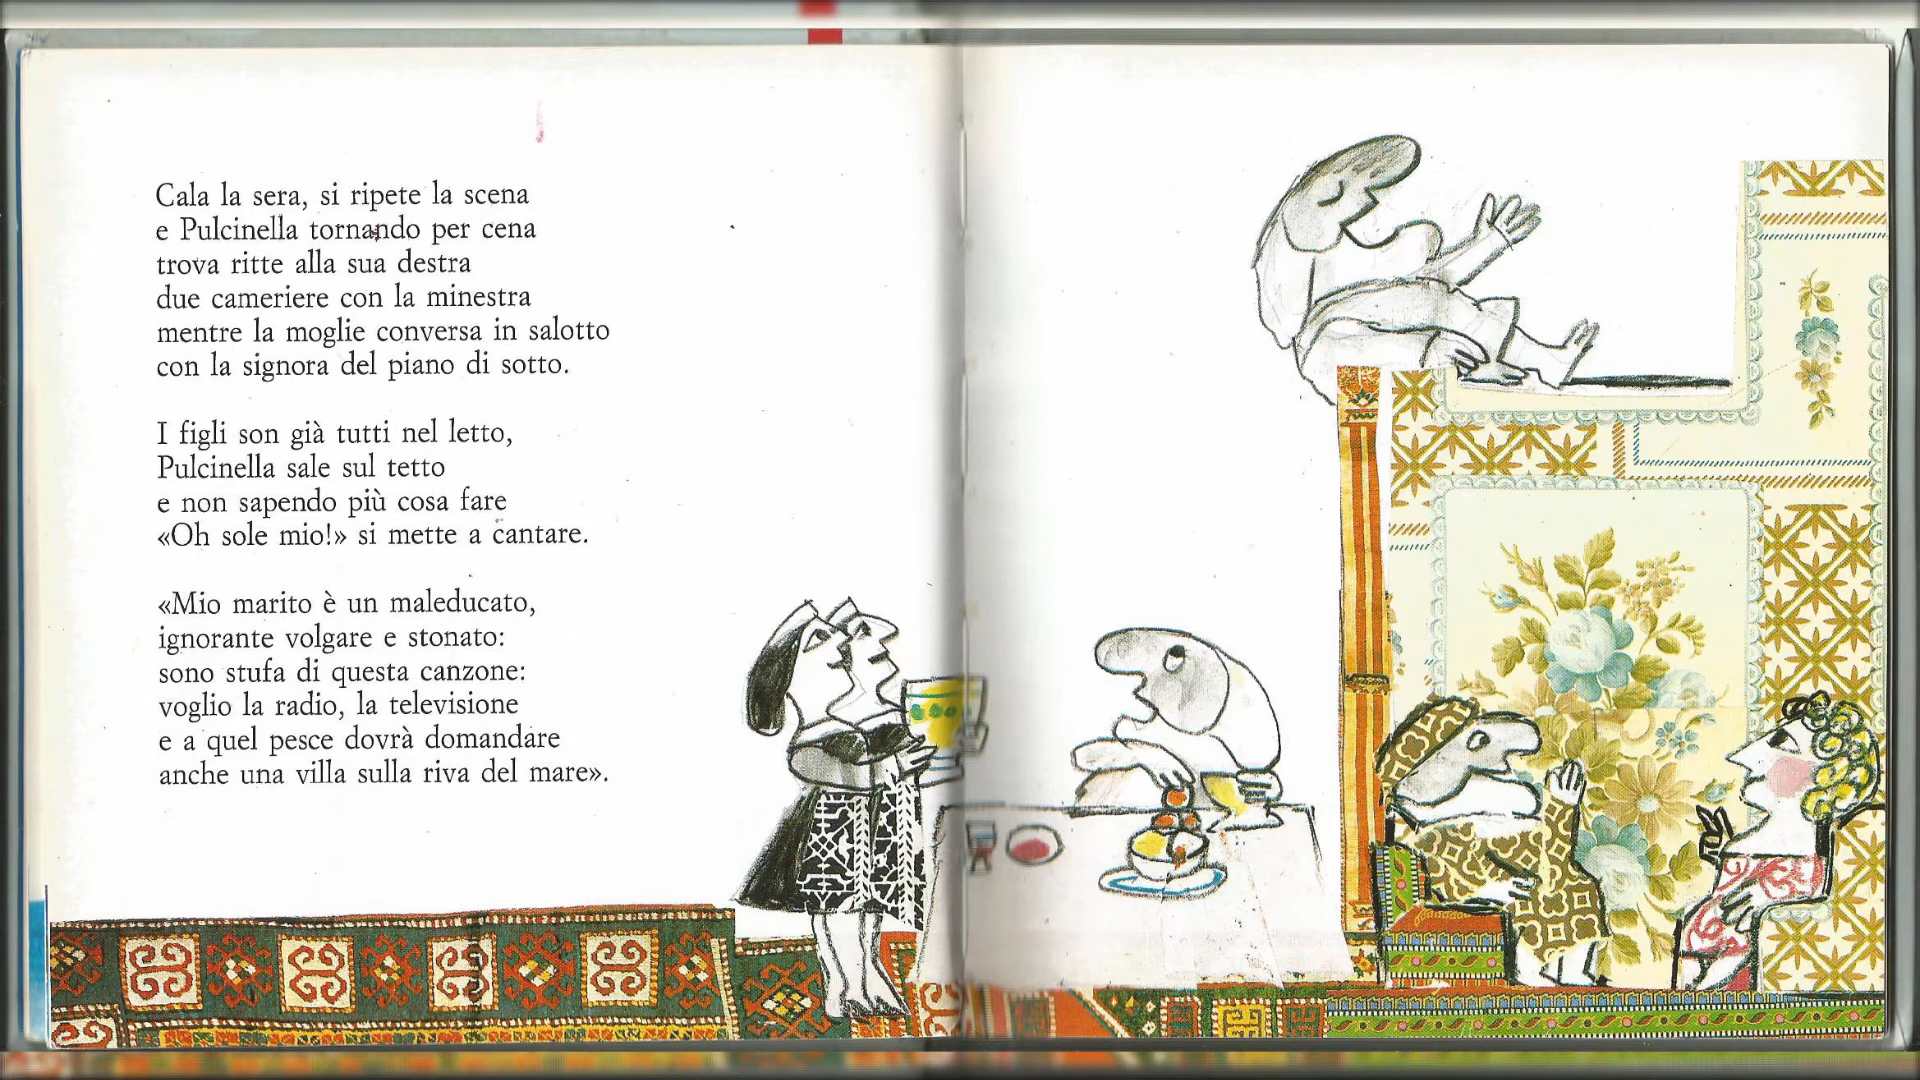 Cala la sera, si ripete la scena
e Pulcinella tornando per cena
trova ritte alla sua destra
due cameriere con la minestra
mentre la moglie conversa in salotto
con la signora del piano di sotto.
I figli son già tutti nel letto,
Pulcinella sale sul tetto
e non sapendo più cosa fare
«Oh sole mio!» si mette a cantare.
«Mio marito è un maleducato,
ignorante volgare e stonato:
sono stufa di questa canzone:
voglio la radio, la televisione
e a quel pesce dovrà domandare
anche una villa sulla riva del mare».